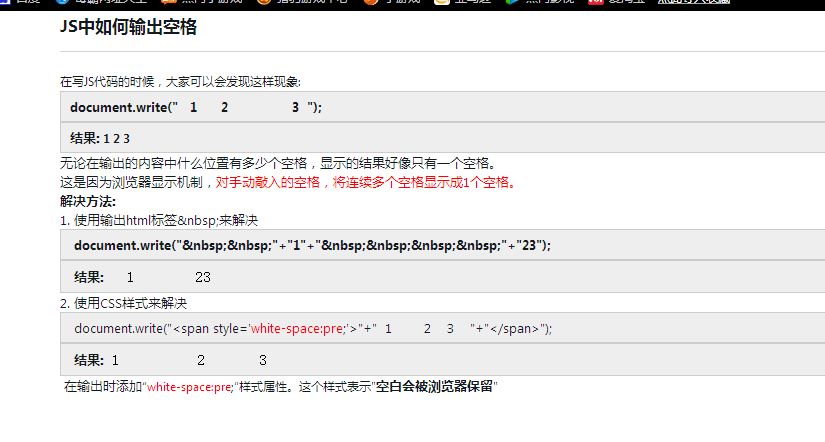 JS中如何输出空格
在写JS代码的时候，大家可以会发现这样现象:
document.write("   1      2                3  ");
结果: 1 2 3
无论在输出的内容中什么位置有多少个空格，显示的结果好像只有一个空格。
这是因为浏览器显示机制，对手动敲入的空格，将连续多个空格显示成1个空格。
解决方法:
1. 使用输出html标签&nbsp;来解决
document.write("&nbsp;&nbsp;"+"1"+"&nbsp;&nbsp;&nbsp;&nbsp;"+"23");
结果:      1               23
2. 使用CSS样式来解决
document.write("<span style='white-space:pre;'>"+"  1        2    3    "+"</span>");
结果:  1                   2             3
在输出时添加“white-space:pre;”样式属性。这个样式表示"空白会被浏览器保留"